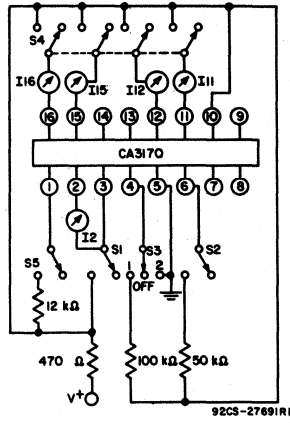 S4
I16
I15
I12
I11
16 15 14 13 12 11 10 9
CA3170
1 2 3 4 5 6 7 8
I2
S5
S1
S3
S2
1
2
OFF
12 kΩ
470 Ω
100 kΩ
50 kΩ
V+
92CS-27691R1